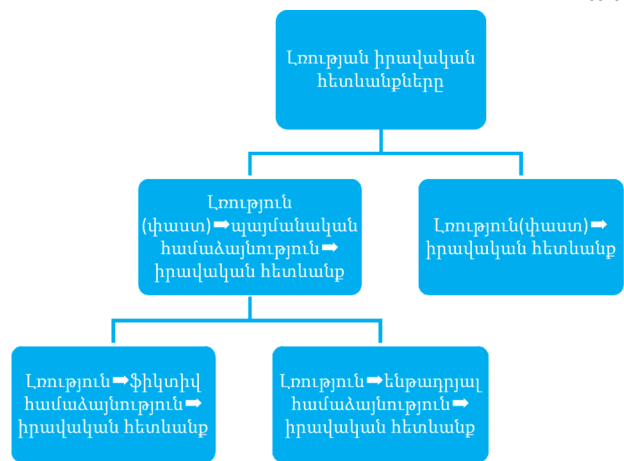 Լռության իրավական
հետևանքները
Լռություն
(փաստ)➡պայմանական
համաձայնություն➡
իրավական հետևանք
Լռություն(փաստ)➡
իրավական հետևանք
Լռություն➡ֆիկտիվ
համաձայնություն➡
իրավական հետևանք
Լռություն➡ենթադրյալ
համաձայնություն➡
իրավական հետևանք